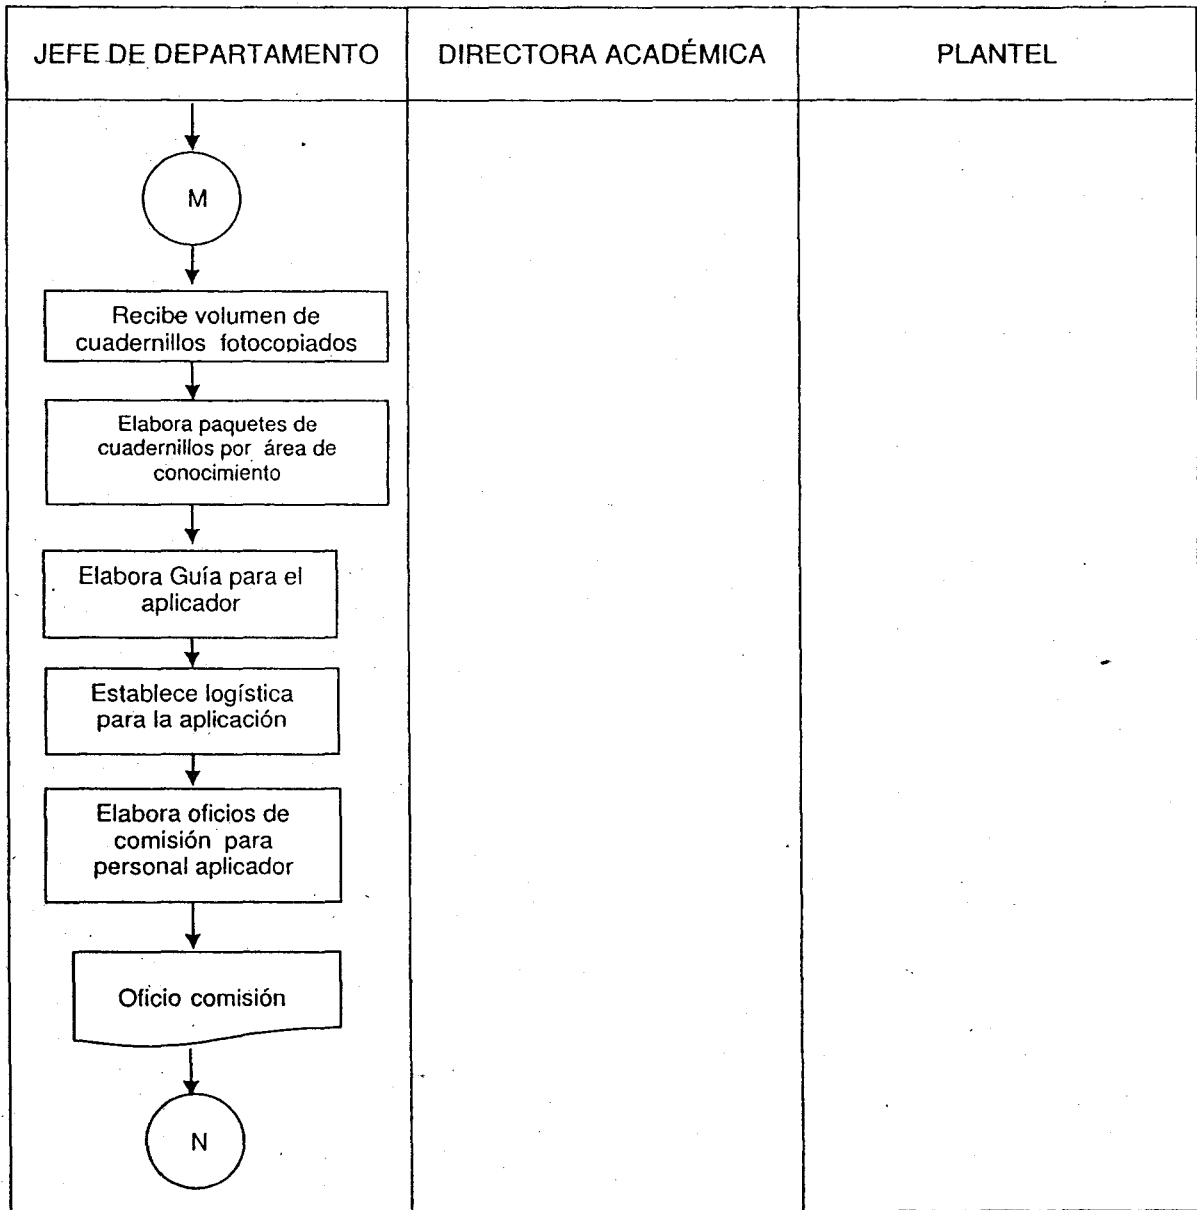 JEFE DE DEPARTAMENTO
DIRECTORA ACADÉMICA
PLANTEL
M
Recibe volumen de
cuadernillos fotocopiados
Elabora paquetes de
cuadernillos por área de
conocimiento
Elabora Guía para el
aplicador
Establece logística
para la aplicación
Elabora oficios de
comisión para
personal aplicador
Oficio comisión
N